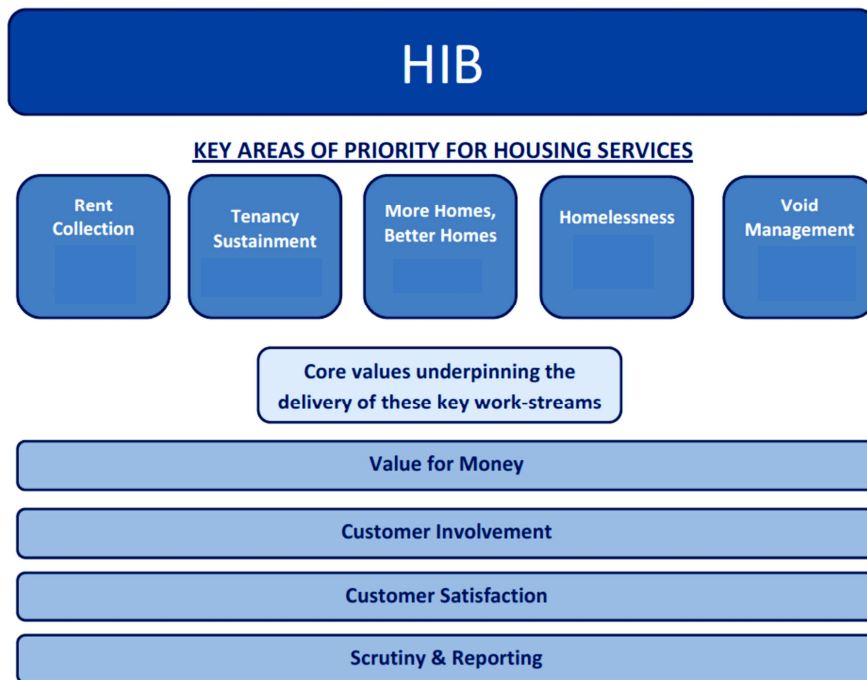 HIB
KEY AREAS OF PRIORITY FOR HOUSING SERVICES
Rent
Collection
Tenancy
Sustainment
More Homes,
Better Homes
Homelessness
Void
Management
Core values underpinning the
delivery of these key work-streams
Value for Money
Customer Involvement
Customer Satisfaction
Scrutiny & Reporting